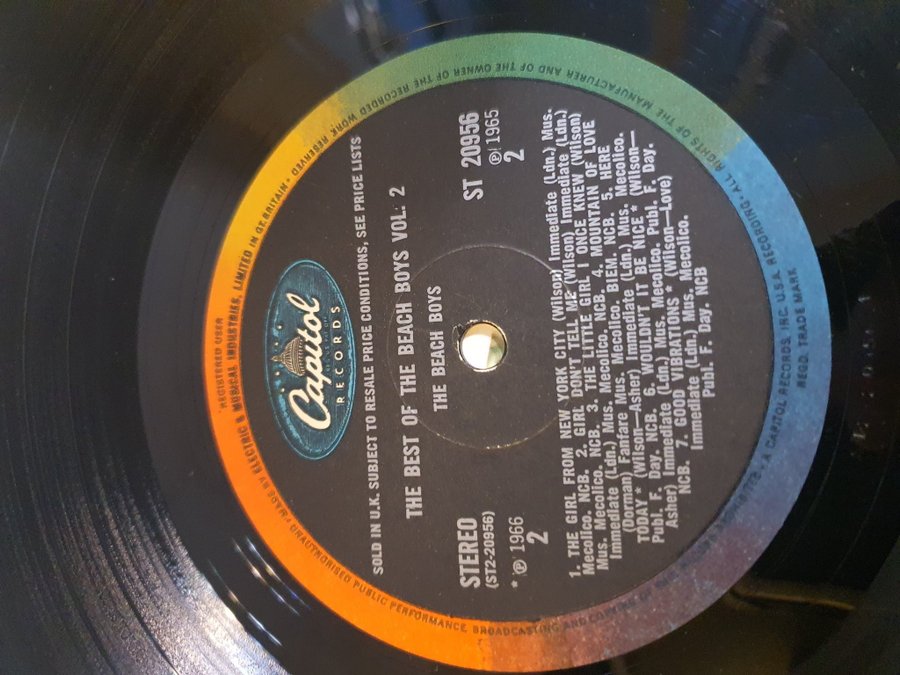 Capitol
RECORDS
SOLD IN U.K. SUBJECT TO RESALE PRICE CONDITIONS, SEE PRICE LISTS
THE BEST OF THE BEACH BOYS VOL. 2
THE BEACH BOYS
STEREO
(ST2-20956)
* ℗ 1966
2
ST 20956
℗ 1965
2
1. THE GIRL FROM NEW YORK CITY (Wilson) Immediate (Ldn.) Mus.
Mecolico. NCB. 2. GIRL DON'T TELL ME (Wilson) Immediate (Ldn.)
Mus. Mecolico. NCB. 3. THE LITTLE GIRL I ONCE KNEW (Wilson)
Immediate (Ldn.) Mus. Mecolico. NCB. 4. MOUNTAIN OF LOVE
(Dorman) Fanfare Mus. Mecolico. BIEM. NCB. 5. HERE
TODAY * (Wilson—Asher) Immediate (Ldn.) Mus. Mecolico.
Publ. F. Day. NCB. 6. WOULDN'T IT BE NICE * (Wilson—
Asher) Immediate (Ldn.) Mus. Mecolico. Publ. F. Day.
NCB. 7. GOOD VIBRATIONS * (Wilson—Love)
Immediate (Ldn.) Mus. Mecolico.
Publ. F. Day. NCB
REGISTERED USER
MADE BY ELECTRIC & MUSICAL INDUSTRIES, LIMITED IN GT. BRITAIN •
ALL RIGHTS OF THE MANUFACTURER AND OF THE OWNER OF THE RECORDED WORK RESERVED
UNAUTHORISED PUBLIC PERFORMANCE, BROADCASTING AND COPYING OF
• A CAPITOL RECORDS, INC. U.S.A. RECORDING.
REGD. TRADE MARK